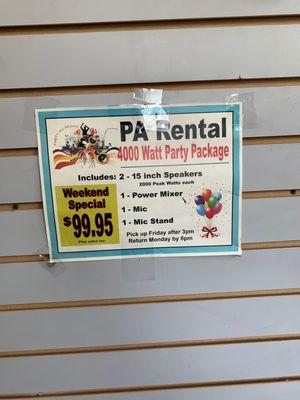 PA Rental
4000 Watt Party Package
Includes: 2 - 15 inch Speakers
2000 Peak Watts each
Weekend
Special
$99.95
Plus sales tax
1 - Power Mixer
1 - Mic
1 - Mic Stand
Pick up Friday after 3pm
Return Monday by 6pm